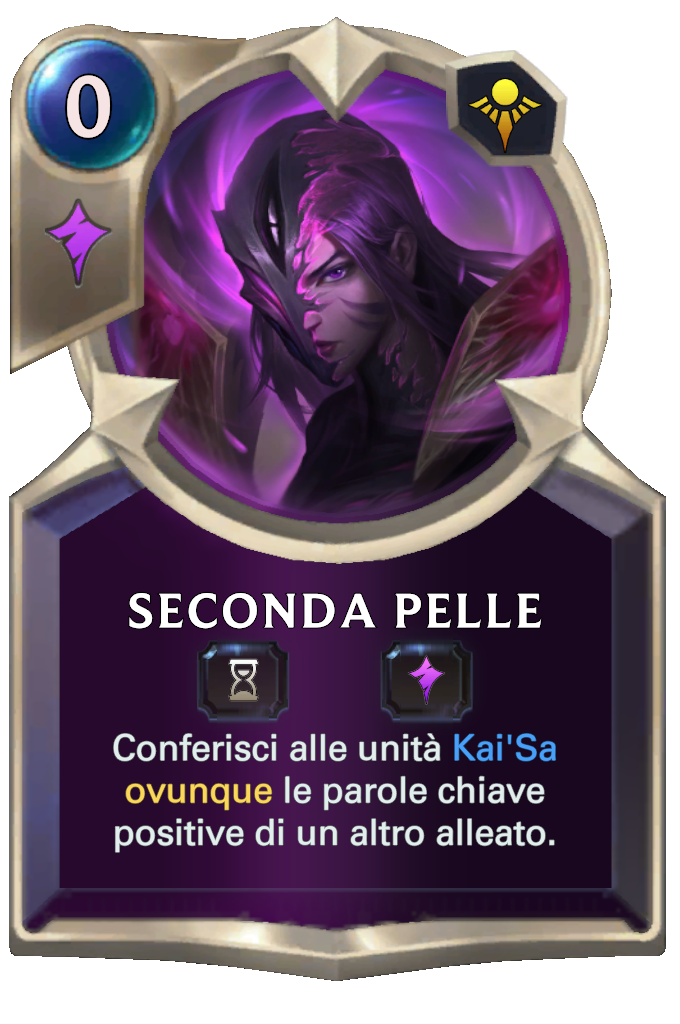 0
SECONDA PELLE
Conferisci alle unità Kai'Sa
ovunque le parole chiave
positive di un altro alleato.